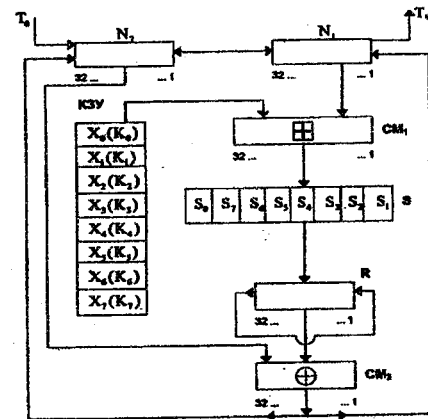 T₀ N₂ N₁ Tₓ
32 ... ... 1 32 ... ... 1
КЗУ
X₀(K₀)
X₁(K₁)
X₂(K₂)
X₃(K₃)
X₄(K₄)
X₅(K₅)
X₆(K₆)
X₇(K₇)
CM₁
32 ... ... 1
S₈ S₇ S₆ S₅ S₄ S₃ S₂ S₁ S
R
32 ... ... 1
CM₂
32 ... ... 1